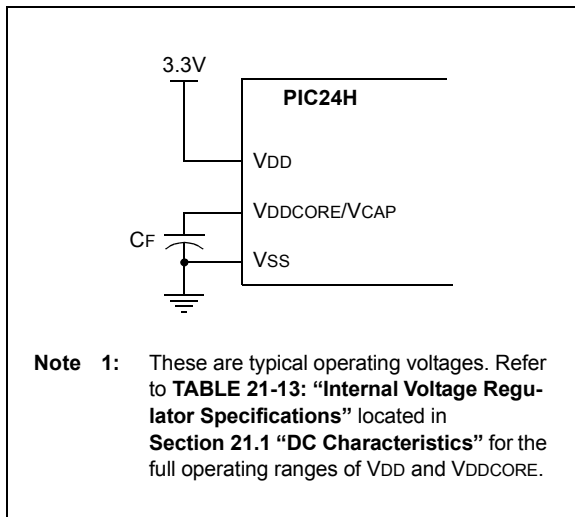 3.3V
PIC24H
VDD
VDDCORE/VCAP
CF
VSS
Note 1: These are typical operating voltages. Refer
to TABLE 21-13: “Internal Voltage Regu-
lator Specifications” located in
Section 21.1 “DC Characteristics” for the
full operating ranges of VDD and VDDCORE.